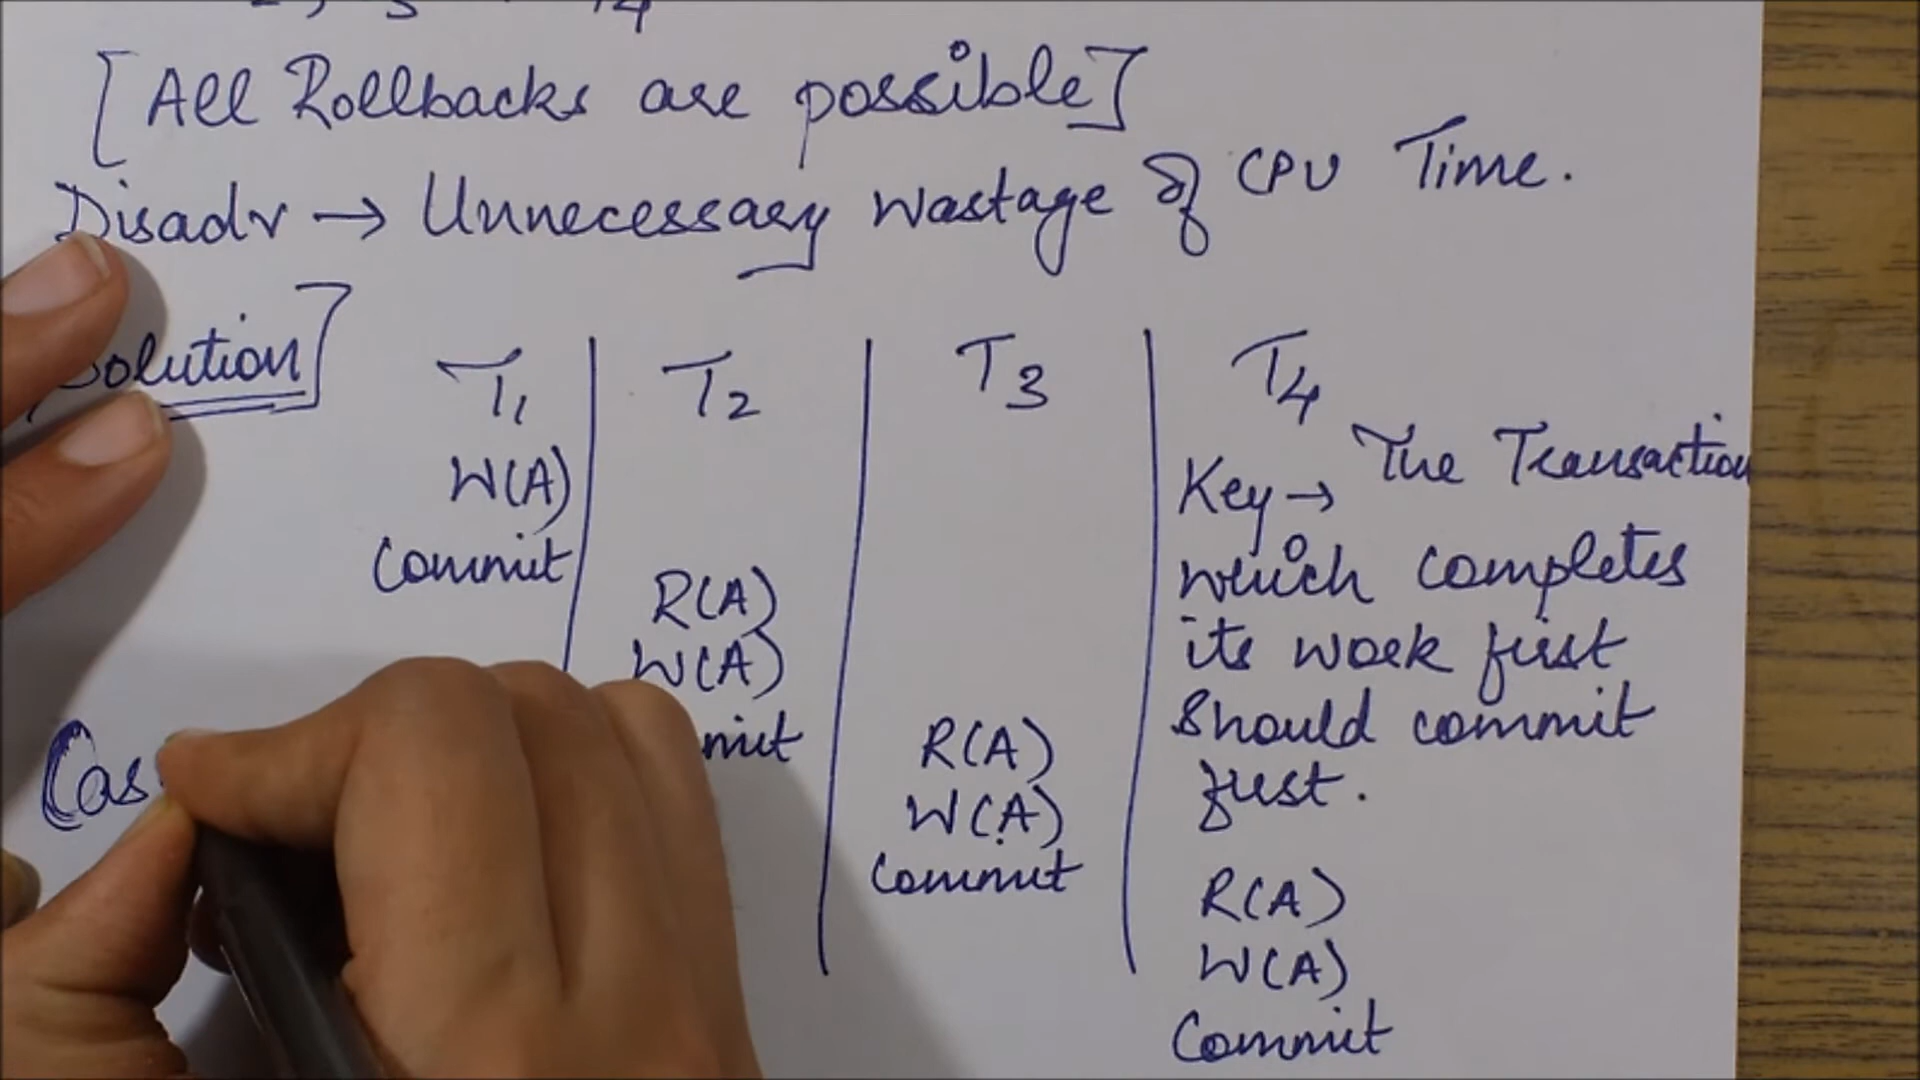 [All Rollbacks are possible]
Disadv → Unnecessary wastage of CPU Time.
Solution]
T1 T2 T3 T4
W(A)
Commit
R(A)
W(A)
R(A)
W(A)
Commit
Key → The Transaction
which completes
its work first
should commit
first.
R(A)
W(A)
Commit
Cas